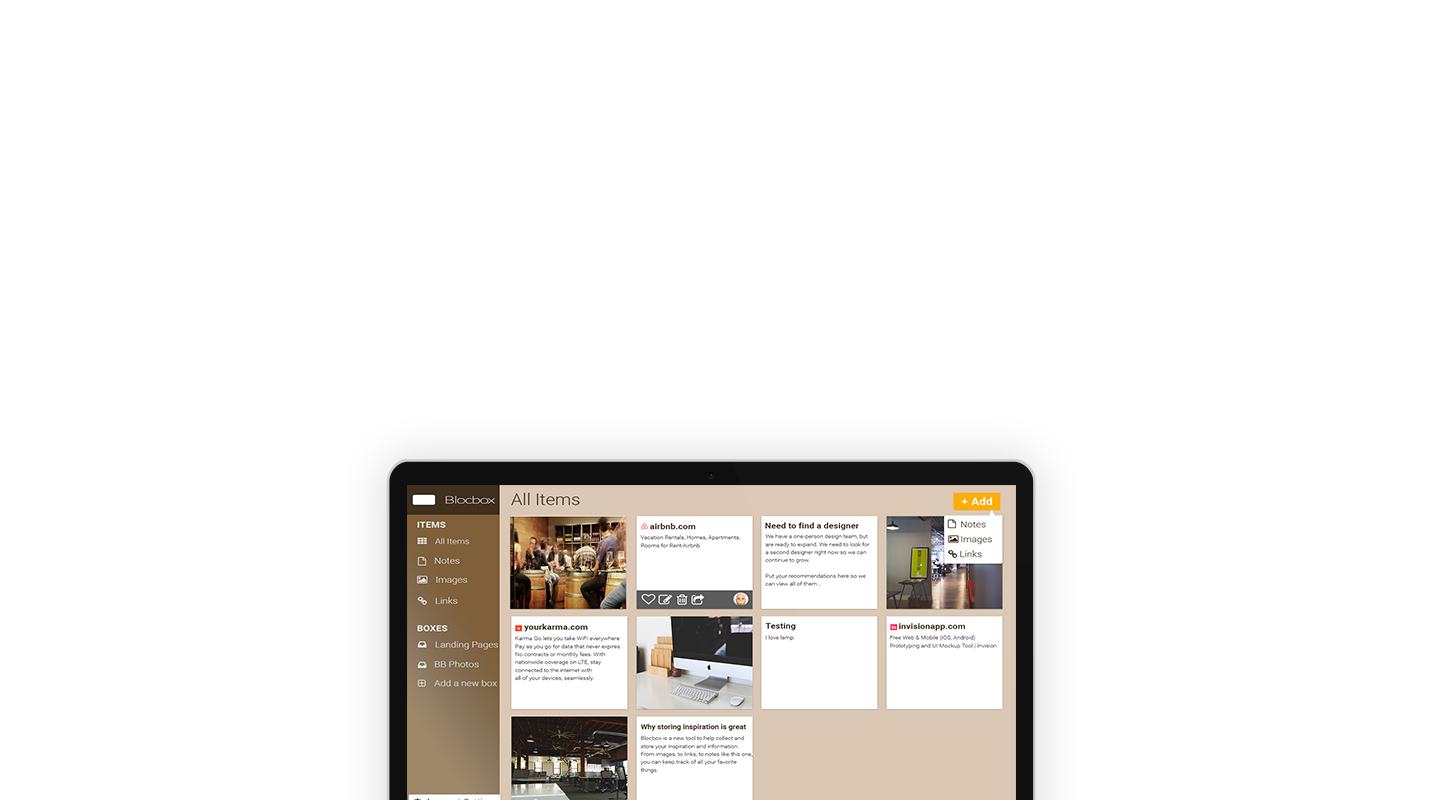 Blocbox
All Items
+ Add
ITEMS
All Items
Notes
Images
Links
BOXES
Landing Pages
BB Photos
Add a new box
airbnb.com
Vacation Rentals, Homes, Apartments,
Rooms for Rent-Airbnb
Need to find a designer
We have a one-person design team, but
are ready to expand. We need to look for
a second designer right now so we can
continue to grow.
Put your recommendations here so we
can view all of them...
Notes
Images
Links
yourkarma.com
Karma Go lets you take WiFi everywhere
Pay as you go for data that never expires.
No contracts or monthly fees. With
nationwide coverage on LTE, stay
connected to the internet with
all of your devices, seamlessly.
Testing
I love lamp.
in invisionapp.com
Free Web & Mobile (iOS, Android)
Prototyping and UI Mockup Tool | Invision
Why storing inspiration is great
Blocbox is a new tool to help collect and
store your inspiration and information.
From images, to links, to notes like this one,
you can keep track of all your favorite
things.